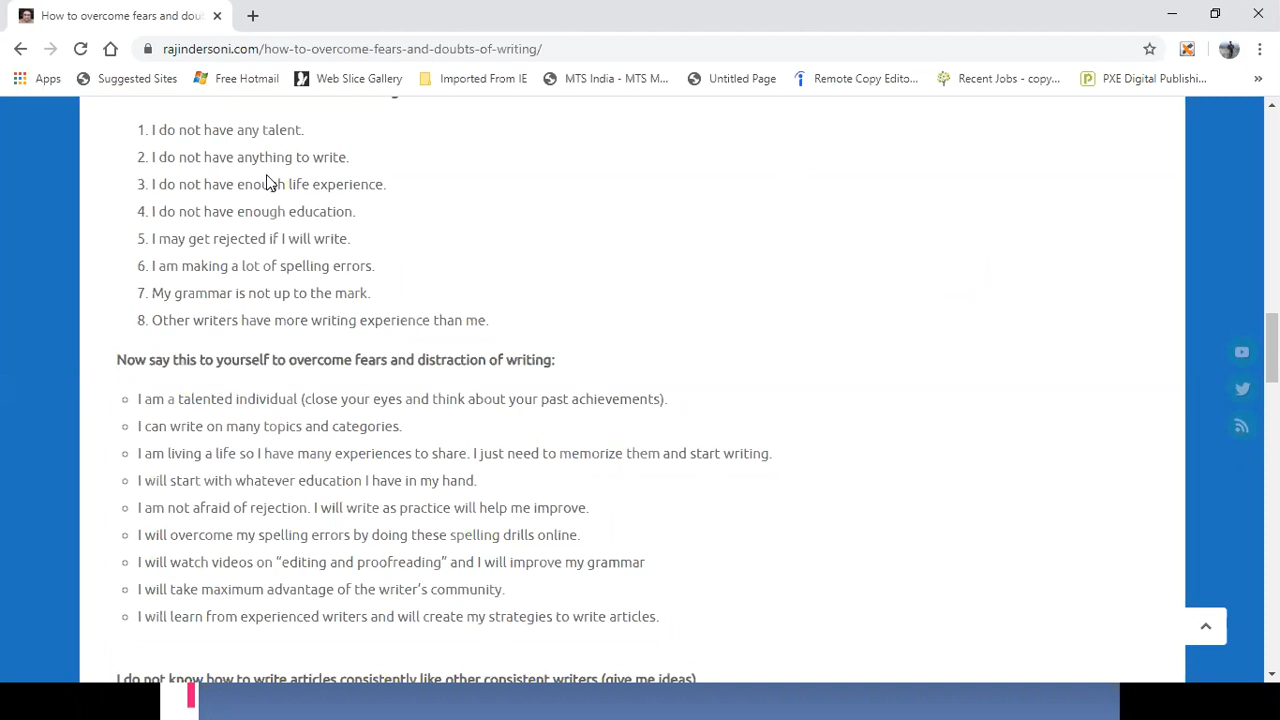 How to overcome fears and dou
rajindersoni.com/how-to-overcome-fears-and-doubts-of-writing/
Apps Suggested Sites Free Hotmail Web Slice Gallery Imported From IE MTS India - MTS M... Untitled Page Remote Copy Edito... Recent Jobs - copy... PXE Digital Publishi... »
1. I do not have any talent.
2. I do not have anything to write.
3. I do not have enough life experience.
4. I do not have enough education.
5. I may get rejected if I will write.
6. I am making a lot of spelling errors.
7. My grammar is not up to the mark.
8. Other writers have more writing experience than me.
Now say this to yourself to overcome fears and distraction of writing:
I am a talented individual (close your eyes and think about your past achievements).
I can write on many topics and categories.
I am living a life so I have many experiences to share. I just need to memorize them and start writing.
I will start with whatever education I have in my hand.
I am not afraid of rejection. I will write as practice will help me improve.
I will overcome my spelling errors by doing these spelling drills online.
I will watch videos on “editing and proofreading” and I will improve my grammar
I will take maximum advantage of the writer’s community.
I will learn from experienced writers and will create my strategies to write articles.
I do not know how to write articles consistently like other consistent writers (give me ideas)